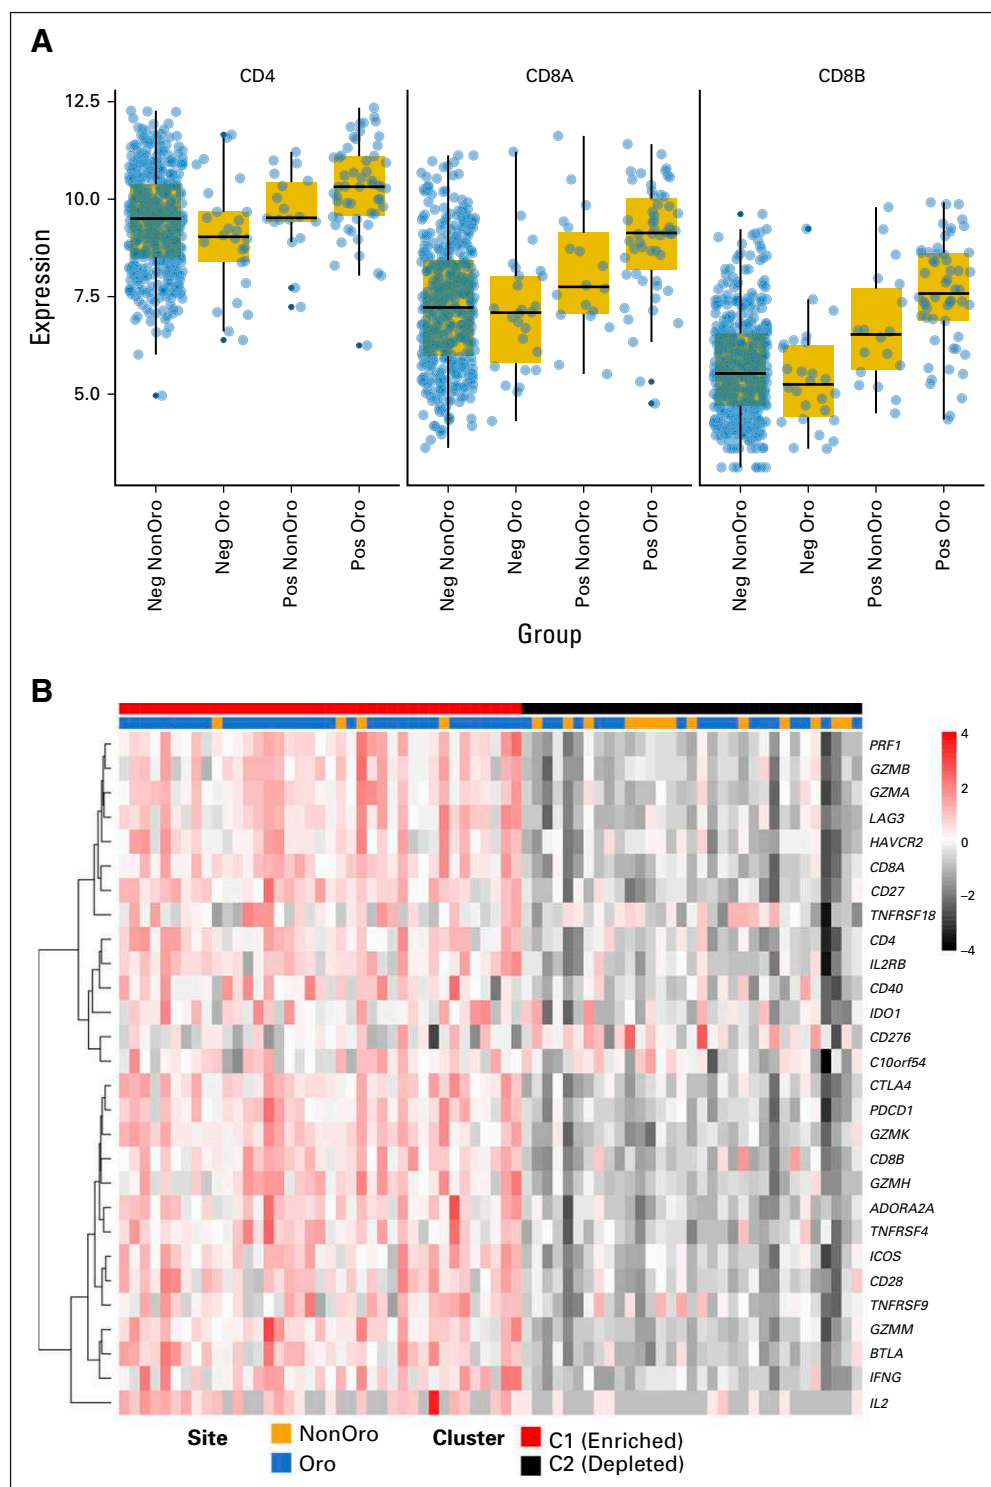 A
CD4
CD8A
CD8B
Expression
12.5
10.0
7.5
5.0
Neg NonOro
Neg Oro
Pos NonOro
Pos Oro
Neg NonOro
Neg Oro
Pos NonOro
Pos Oro
Neg NonOro
Neg Oro
Pos NonOro
Pos Oro
Group
B
PRF1
GZMB
GZMA
LAG3
HAVCR2
CD8A
CD27
TNFRSF18
CD4
IL2RB
CD40
IDO1
CD276
C10orf54
CTLA4
PDCD1
GZMK
CD8B
GZMH
ADORA2A
TNFRSF4
ICOS
CD28
TNFRSF9
GZMM
BTLA
IFNG
IL2
4
2
0
−2
−4
Site
NonOro
Oro
Cluster
C1 (Enriched)
C2 (Depleted)